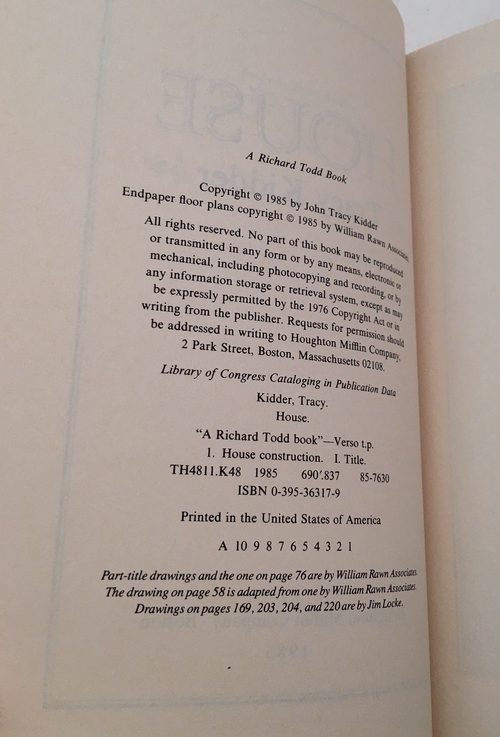 A Richard Todd Book
Copyright © 1985 by John Tracy Kidder
Endpaper floor plans copyright © 1985 by William Rawn Associates
All rights reserved. No part of this book may be reproduced
or transmitted in any form or by any means, electronic or
mechanical, including photocopying and recording, or by
any information storage or retrieval system, except as may
be expressly permitted by the 1976 Copyright Act or in
writing from the publisher. Requests for permission should
be addressed in writing to Houghton Mifflin Company,
2 Park Street, Boston, Massachusetts 02108.
Library of Congress Cataloging in Publication Data
Kidder, Tracy.
House.
“A Richard Todd book”—Verso t.p.
1. House construction. I. Title.
TH4811.K48 1985 690′.837 85-7630
ISBN 0-395-36317-9
Printed in the United States of America
A 10 9 8 7 6 5 4 3 2 1
Part-title drawings and the one on page 76 are by William Rawn Associates.
The drawing on page 58 is adapted from one by William Rawn Associates.
Drawings on pages 169, 203, 204, and 220 are by Jim Locke.